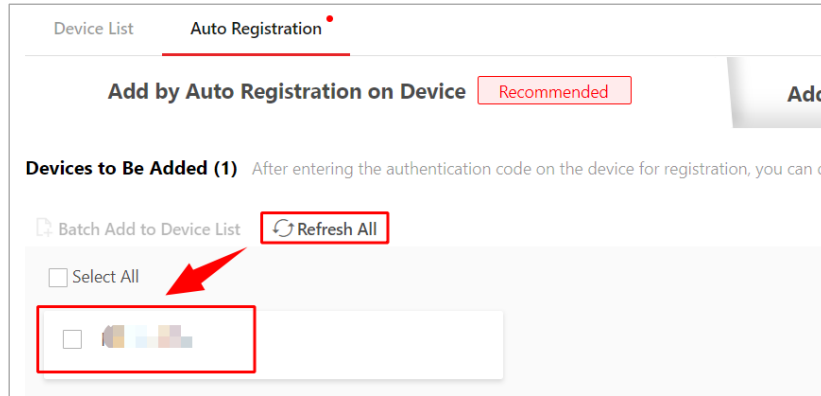 Device List Auto Registration
Add by Auto Registration on Device Recommended
Devices to Be Added (1) After entering the authentication code on the device for registration, you can
Batch Add to Device List Refresh All
Select All